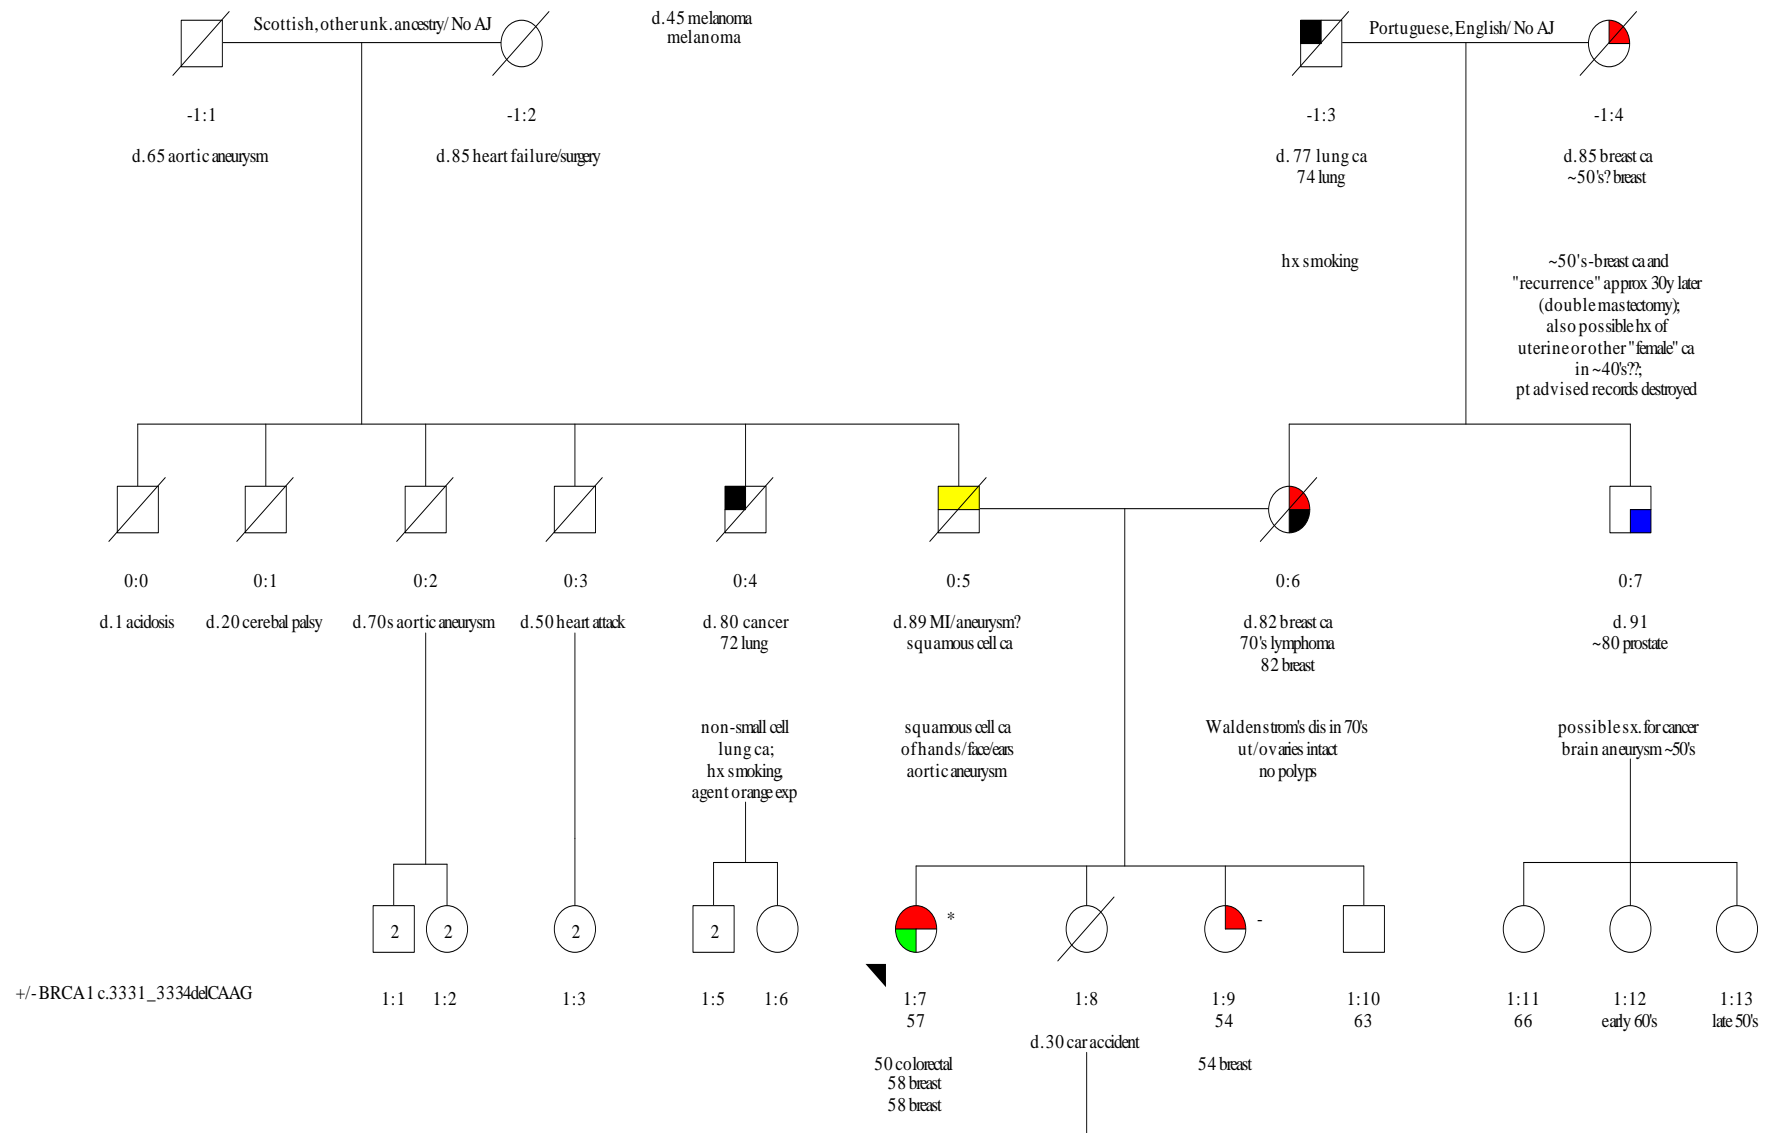 Scottish, other unk. ancestry/ No AJ
d.45 melanoma
melanoma
Portuguese, English/ No AJ
-1:1
-1:2
-1:3
-1:4
d.65 aortic aneurysm
d.85 heart failure/surgery
d.77 lung ca
74 lung
d.85 breast ca
~50's? breast
hx smoking
~50's-breast ca and
"recurrence" approx 30y later
(double mastectomy);
also possible hx of
uterine or other "female" ca
in ~40's??;
pt advised records destroyed
0:0
0:1
0:2
0:3
0:4
0:5
0:6
0:7
d.1 acidosis
d.20 cerebal palsy
d.70s aortic aneurysm
d.50 heart attack
d.80 cancer
72 lung
d.89 MI/aneurysm?
squamous cell ca
d.82 breast ca
70's lymphoma
82 breast
d.91
~80 prostate
non-small cell
lung ca;
hx smoking,
agent orange exp
squamous cell ca
of hands/face/ears
aortic aneurysm
Waldenstrom's dis in 70's
ut/ovaries intact
no polyps
possible sx. for cancer
brain aneurysm ~50's
2
2
2
2
*
-
+/- BRCA1 c.3331_3334delCAAG
1:1
1:2
1:3
1:5
1:6
1:7
57
1:8
1:9
54
1:10
63
1:11
66
1:12
early 60's
1:13
late 50's
50 colorectal
58 breast
58 breast
d.30 car accident
54 breast